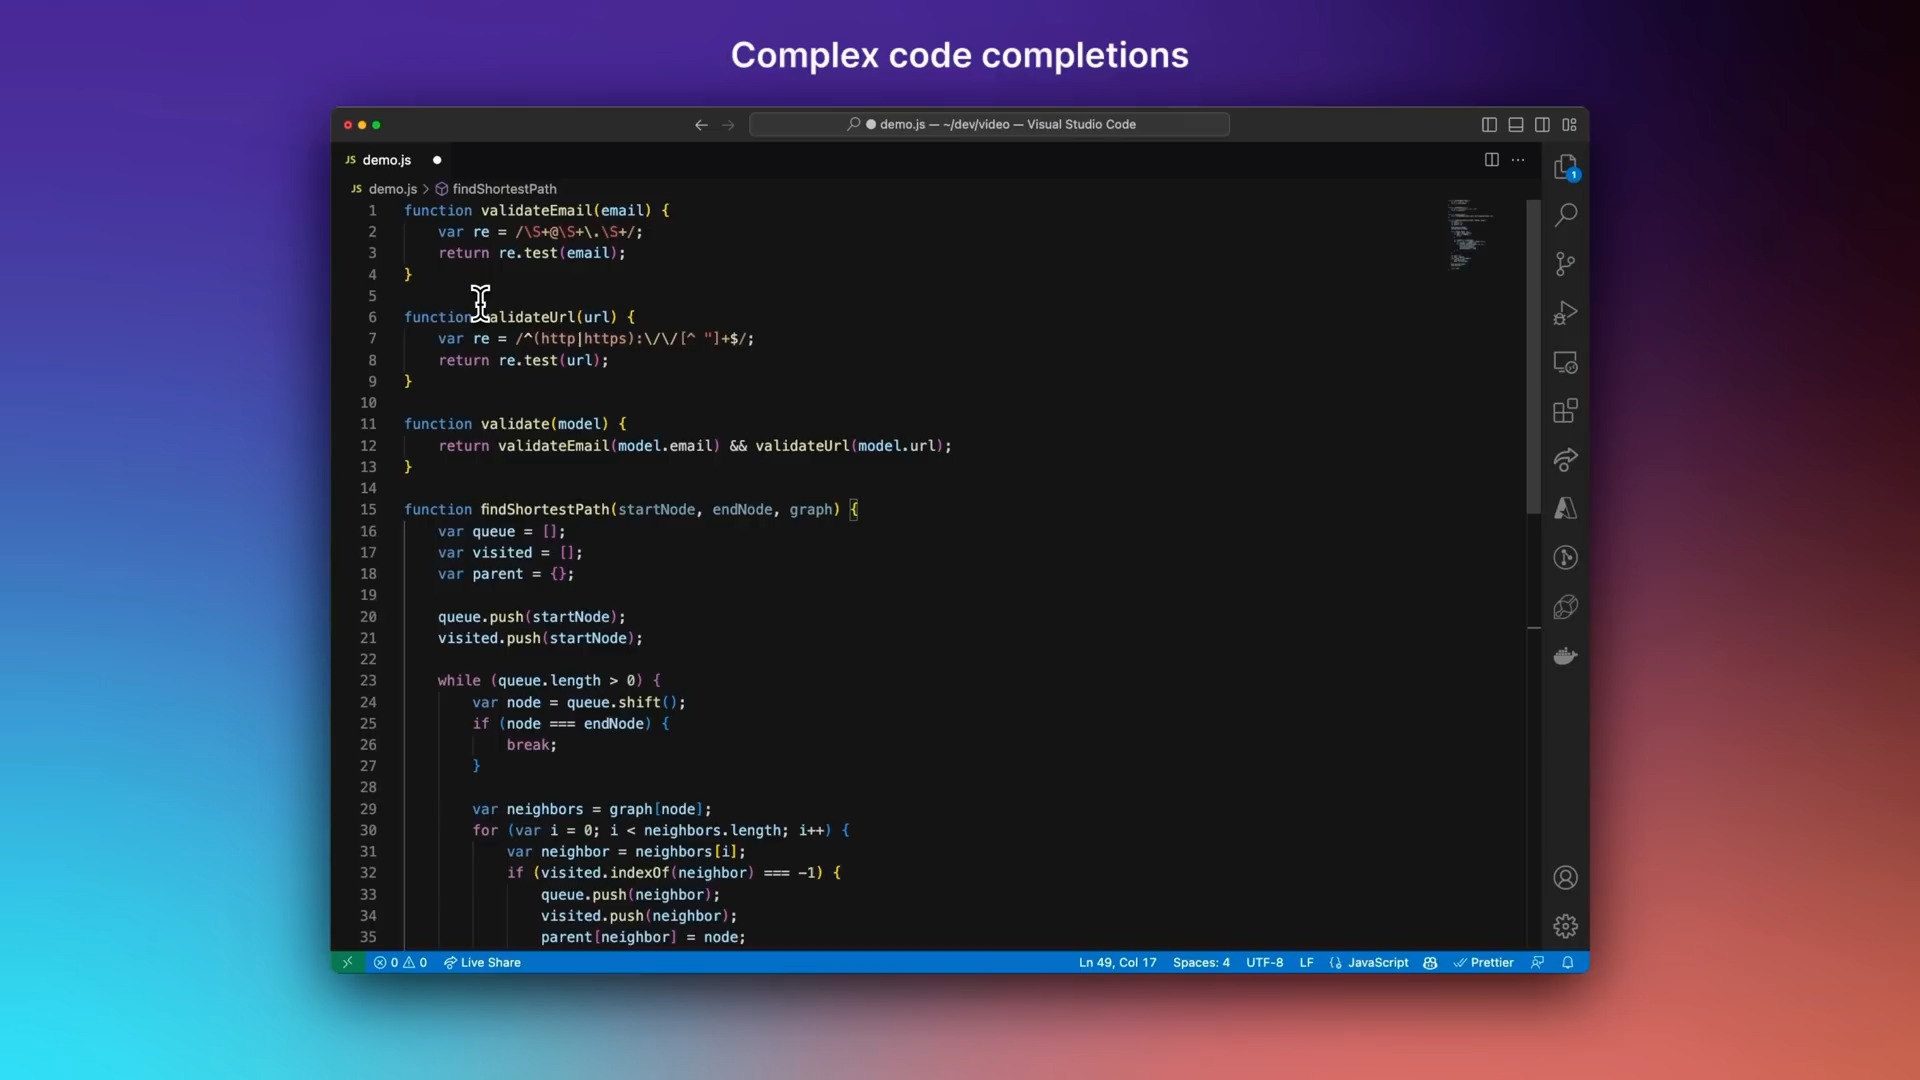 Complex code completions
demo.js — ~/dev/video — Visual Studio Code
JS demo.js
JS demo.js > findShortestPath
1 function validateEmail(email) {
2 var re = /\S+@\S+\.\S+/;
3 return re.test(email);
4 }
5
6 function validateUrl(url) {
7 var re = /^(http|https):\/\/[^ "]+$/;
8 return re.test(url);
9 }
10
11 function validate(model) {
12 return validateEmail(model.email) && validateUrl(model.url);
13 }
14
15 function findShortestPath(startNode, endNode, graph) {
16 var queue = [];
17 var visited = [];
18 var parent = {};
19
20 queue.push(startNode);
21 visited.push(startNode);
22
23 while (queue.length > 0) {
24 var node = queue.shift();
25 if (node === endNode) {
26 break;
27 }
28
29 var neighbors = graph[node];
30 for (var i = 0; i < neighbors.length; i++) {
31 var neighbor = neighbors[i];
32 if (visited.indexOf(neighbor) === -1) {
33 queue.push(neighbor);
34 visited.push(neighbor);
35 parent[neighbor] = node;
1
0 0 Live Share Ln 49, Col 17 Spaces: 4 UTF-8 LF {} JavaScript Prettier